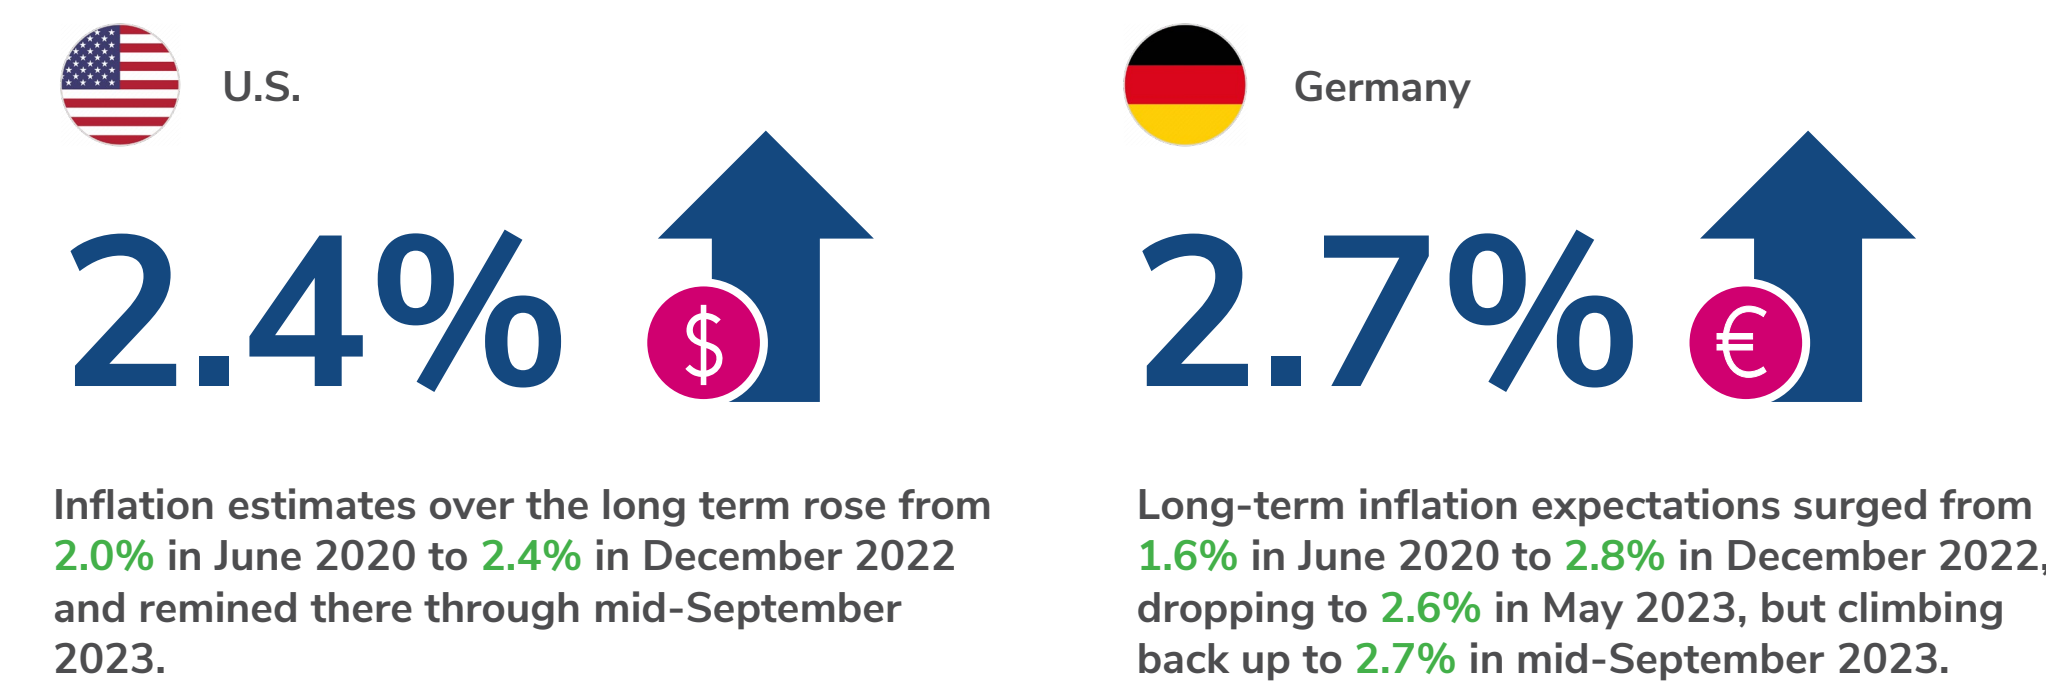 U.S.
2.4%
$
Inflation estimates over the long term rose from
2.0% in June 2020 to 2.4% in December 2022
and remined there through mid-September
2023.
Germany
2.7%
€
Long-term inflation expectations surged from
1.6% in June 2020 to 2.8% in December 2022,
dropping to 2.6% in May 2023, but climbing
back up to 2.7% in mid-September 2023.